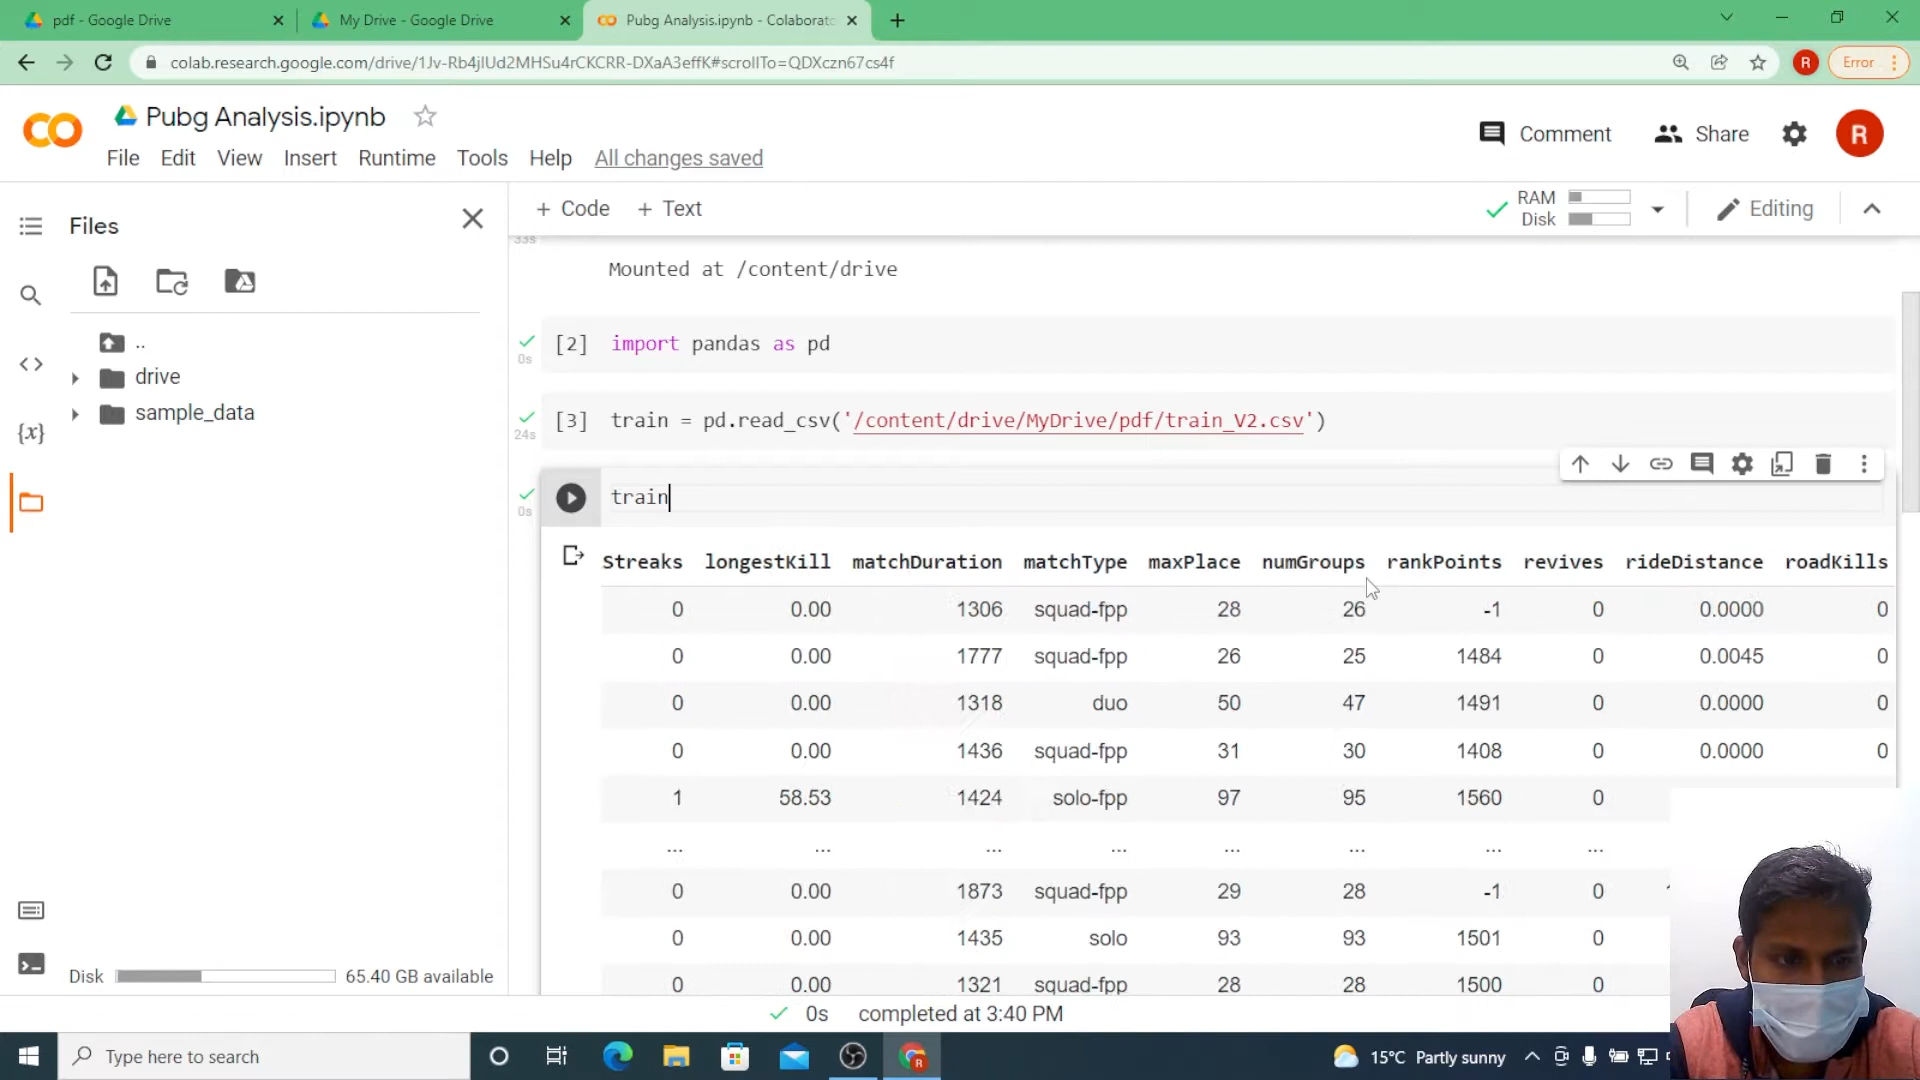 pdf - Google Drive
My Drive - Google Drive
Pubg Analysis.ipynb - Colaborato
colab.research.google.com/drive/1Jv-Rb4jlUd2MHSu4rCKCRR-DXaA3effK#scrollTo=QDXczn67cs4f
R
Error
Pubg Analysis.ipynb
File Edit View Insert Runtime Tools Help All changes saved
Comment
Share
R
Files
+ Code + Text
RAM
Disk
Editing
33s
Mounted at /content/drive
..
drive
sample_data
{x}
[2] import pandas as pd
0s
[3] train = pd.read_csv('/content/drive/MyDrive/pdf/train_V2.csv')
24s
train
0s
Streaks longestKill matchDuration matchType maxPlace numGroups rankPoints revives rideDistance roadKills
0 0.00 1306 squad-fpp 28 26 -1 0 0.0000 0
0 0.00 1777 squad-fpp 26 25 1484 0 0.0045 0
0 0.00 1318 duo 50 47 1491 0 0.0000 0
0 0.00 1436 squad-fpp 31 30 1408 0 0.0000 0
1 58.53 1424 solo-fpp 97 95 1560 0
... ... ... ... ... ... ... ...
0 0.00 1873 squad-fpp 29 28 -1 0
0 0.00 1435 solo 93 93 1501 0
0 0.00 1321 squad-fpp 28 28 1500 0
Disk 65.40 GB available
0s completed at 3:40 PM
Type here to search
15°C Partly sunny